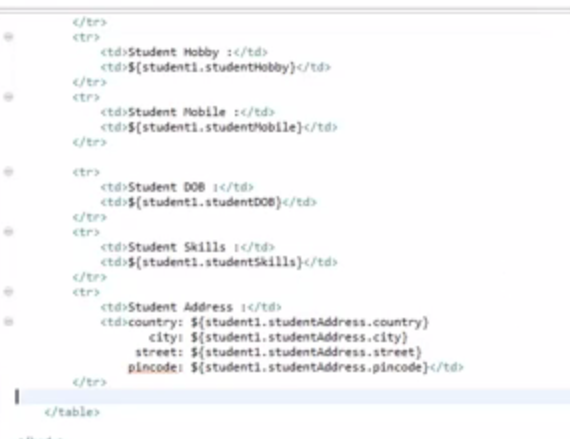 </tr>
<tr>
<td>Student Hobby :</td>
<td>${student1.studentHobby}</td>
</tr>
<tr>
<td>Student Mobile :</td>
<td>${student1.studentMobile}</td>
</tr>
<tr>
<td>Student DOB :</td>
<td>${student1.studentDOB}</td>
</tr>
<tr>
<td>Student Skills :</td>
<td>${student1.studentSkills}</td>
</tr>
<tr>
<td>Student Address :</td>
<td>country: ${student1.studentAddress.country}
city: ${student1.studentAddress.city}
street: ${student1.studentAddress.street}
pincode: ${student1.studentAddress.pincode}</td>
</tr>
</table>